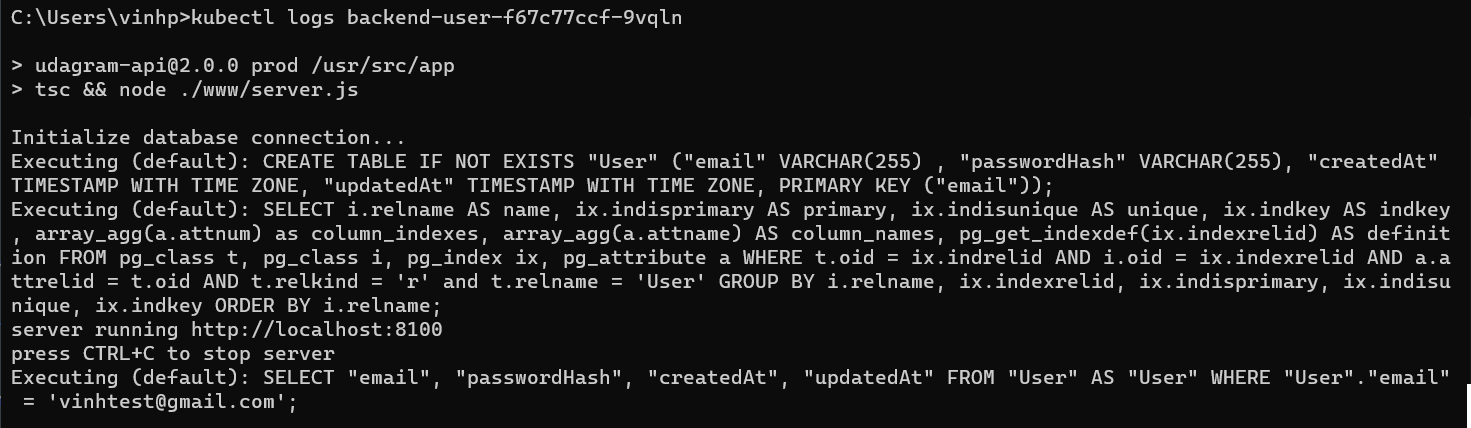 C:\Users\vinhp>kubectl logs backend-user-f67c77ccf-9vqln
> udagram-api@2.0.0 prod /usr/src/app
> tsc && node ./www/server.js
Initialize database connection...
Executing (default): CREATE TABLE IF NOT EXISTS "User" ("email" VARCHAR(255) , "passwordHash" VARCHAR(255), "createdAt"
TIMESTAMP WITH TIME ZONE, "updatedAt" TIMESTAMP WITH TIME ZONE, PRIMARY KEY ("email"));
Executing (default): SELECT i.relname AS name, ix.indisprimary AS primary, ix.indisunique AS unique, ix.indkey AS indkey
, array_agg(a.attnum) as column_indexes, array_agg(a.attname) AS column_names, pg_get_indexdef(ix.indexrelid) AS definit
ion FROM pg_class t, pg_class i, pg_index ix, pg_attribute a WHERE t.oid = ix.indrelid AND i.oid = ix.indexrelid AND a.a
ttrelid = t.oid AND t.relkind = 'r' and t.relname = 'User' GROUP BY i.relname, ix.indexrelid, ix.indisprimary, ix.indisu
nique, ix.indkey ORDER BY i.relname;
server running http://localhost:8100
press CTRL+C to stop server
Executing (default): SELECT "email", "passwordHash", "createdAt", "updatedAt" FROM "User" AS "User" WHERE "User"."email"
 = 'vinhtest@gmail.com';